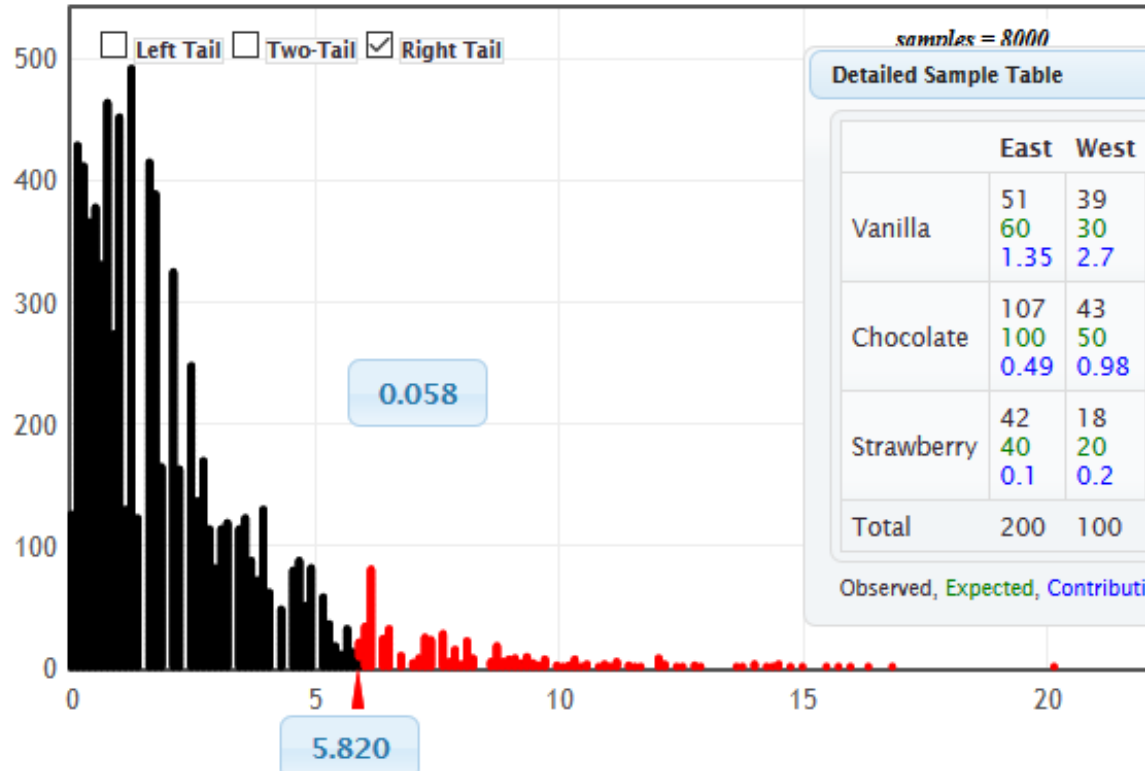 Left Tail Two-Tail Right Tail
samples = 8000
500
400
300
200
100
0
0 5 10 15 20
0.058
5.820
Detailed Sample Table
East West
Vanilla 51 39
60 30
1.35 2.7
Chocolate 107 43
100 50
0.49 0.98
Strawberry 42 18
40 20
0.1 0.2
Total 200 100
Observed, Expected, Contributi